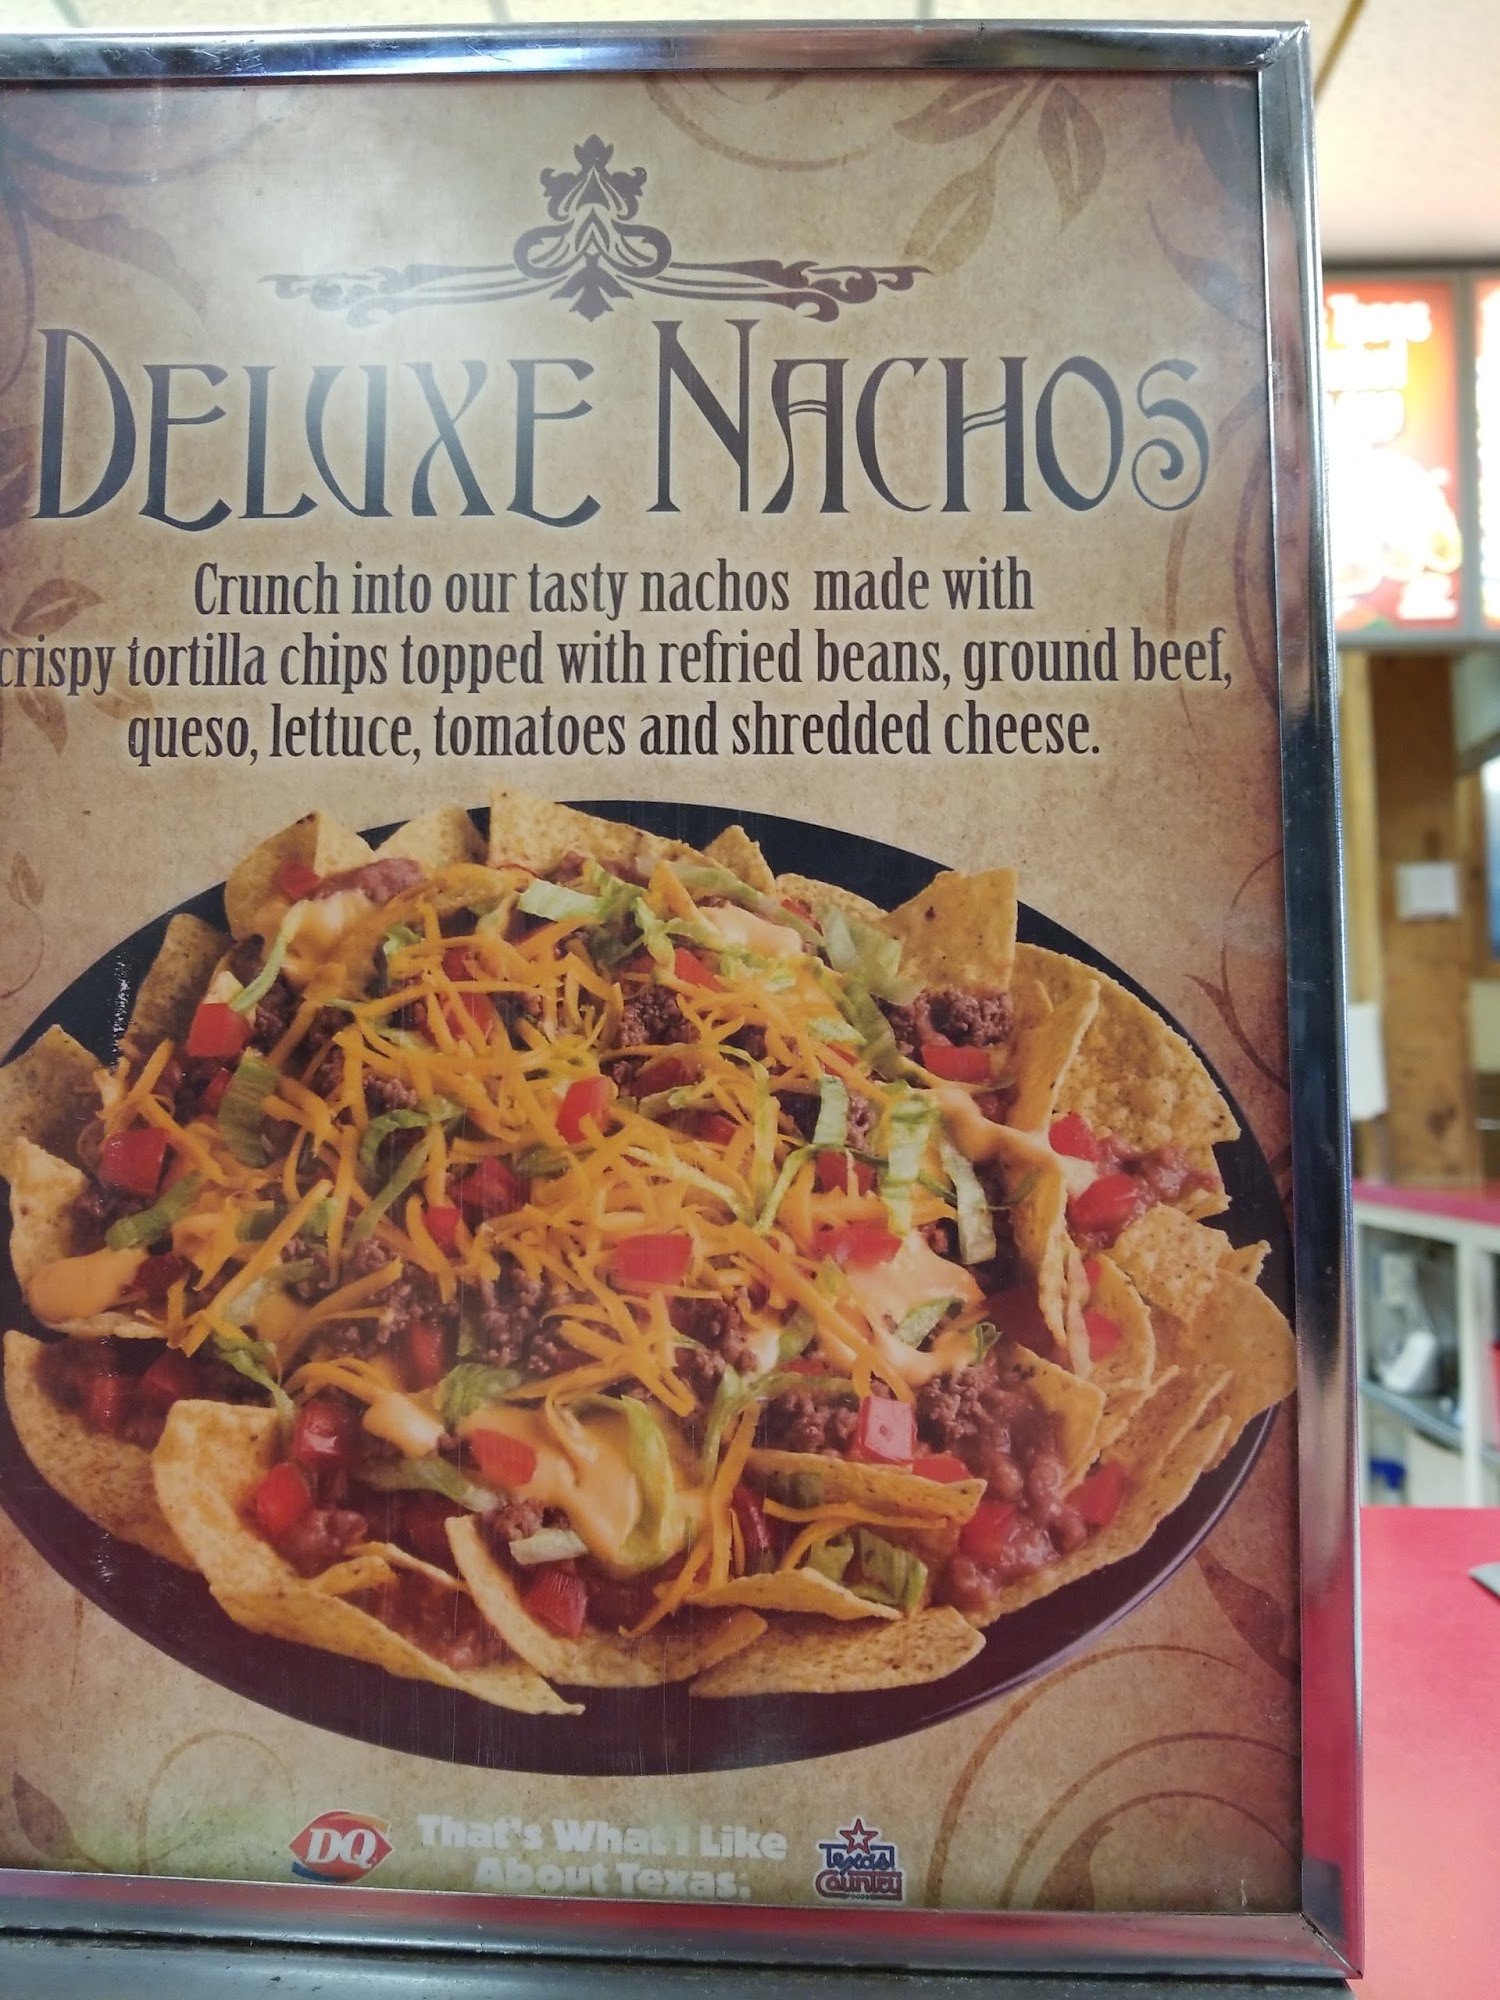 DELUXE NACHOS
Crunch into our tasty nachos made with
crispy tortilla chips topped with refried beans, ground beef,
queso, lettuce, tomatoes and shredded cheese.
DQ
That's What I Like
About Texas.
Texas
Country
FOODS